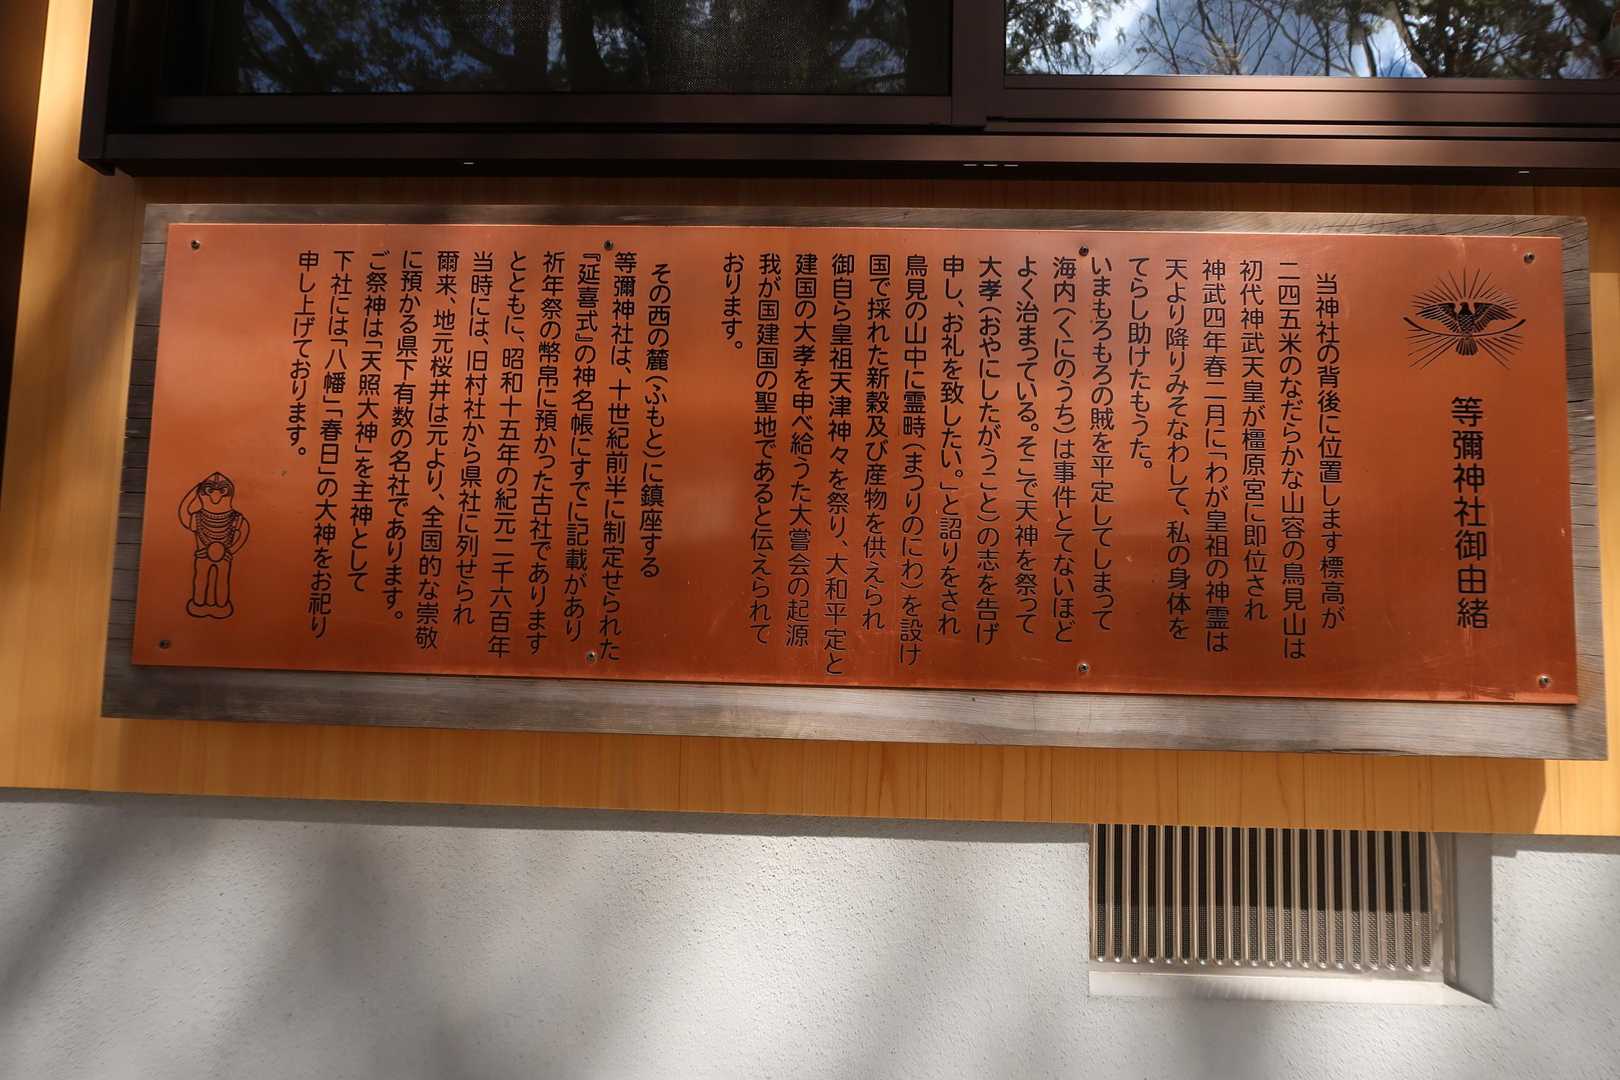 等彌神社御由緒
当神社の背後に位置します標高が
二四五米のなだらかな山容の鳥見山は
初代神武天皇が橿原宮に即位され
神武四年春二月に「わが皇祖の神霊は
天より降りみそなわして、私の身体を
てらし助けたもうた。
いまもろもろの賊を平定してしまって
海内(くにのうち)は事件とてないほど
よく治まっている。そこで天神を祭って
大孝(おやにしたがうこと)の志を告げ
申し、お礼を致したい。」と詔りをされ
鳥見の山中に霊畤(まつりのにわ)を設け
国で採れた新穀及び産物を供えられ
御自ら皇祖天津神々を祭り、大和平定と
建国の大孝を申べ給うた大嘗会の起源
我が国建国の聖地であると伝えられて
おります。
その西の麓(ふもと)に鎮座する
等彌神社は、十世紀前半に制定せられた
『延喜式』の神名帳にすでに記載があり
祈年祭の幣帛に預かった古社であります
とともに、昭和十五年の紀元二千六百年
当時には、旧村社から県社に列せられ
爾来、地元桜井は元より、全国的な崇敬
に預かる県下有数の名社であります。
ご祭神は「天照大神」を主神として
下社には「八幡」「春日」の大神をお祀り
申し上げております。